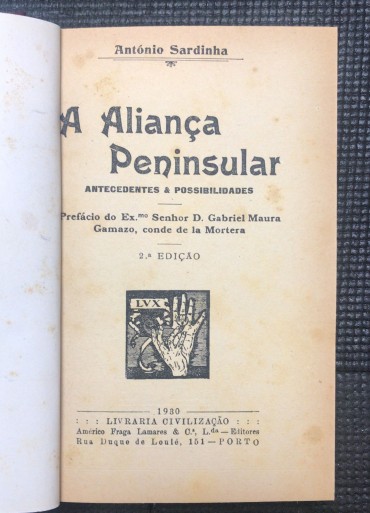 António Sardinha
A Aliança
Peninsular
ANTECEDENTES & POSSIBILIDADES
Prefácio do Ex.mo Senhor D. Gabriel Maura
Gamazo, conde de la Mortera
2.ª EDIÇÃO
LVX
1930
: : : LIVRARIA CIVILIZAÇÃO : : :
Américo Fraga Lamares & C.ª, L.da — Editores
Rua Duque de Loulé, 151 — PORTO